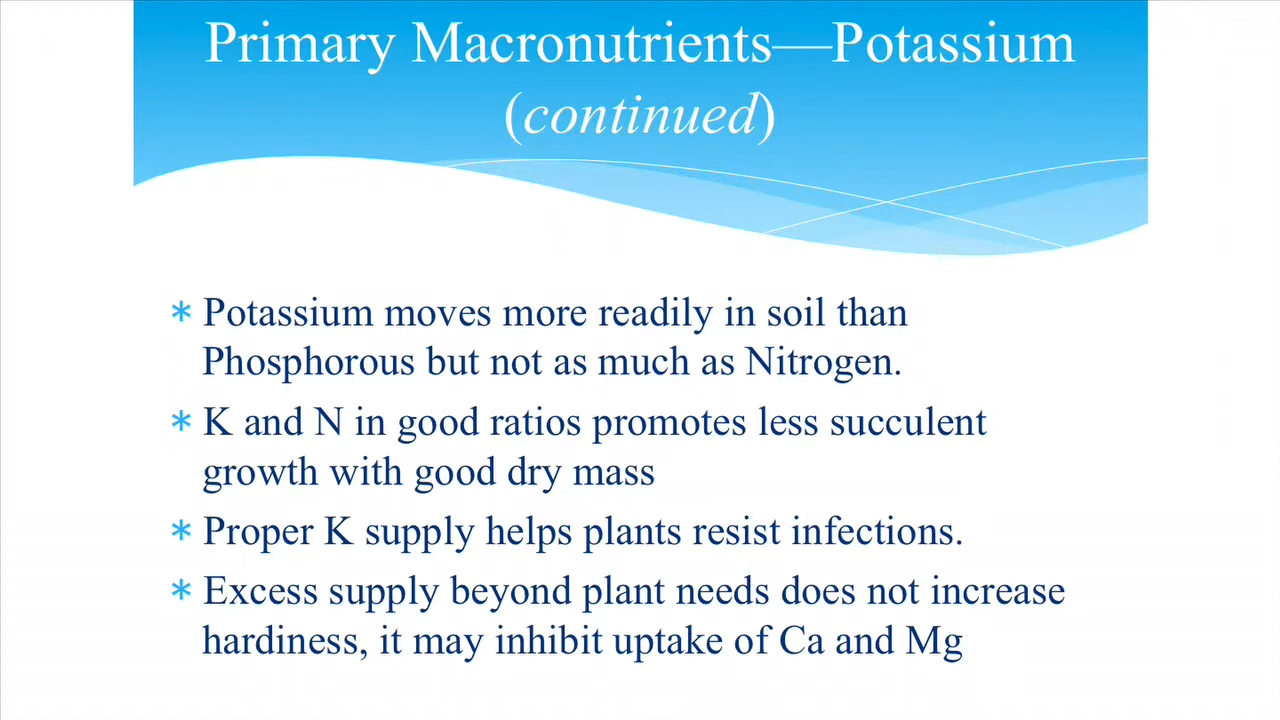 Primary Macronutrients—Potassium
(continued)
* Potassium moves more readily in soil than
Phosphorous but not as much as Nitrogen.
* K and N in good ratios promotes less succulent
growth with good dry mass
* Proper K supply helps plants resist infections.
* Excess supply beyond plant needs does not increase
hardiness, it may inhibit uptake of Ca and Mg